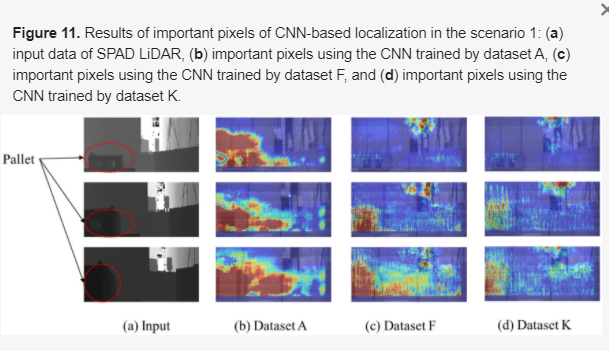 Figure 11. Results of important pixels of CNN-based localization in the scenario 1: (a)
input data of SPAD LiDAR, (b) important pixels using the CNN trained by dataset A, (c)
important pixels using the CNN trained by dataset F, and (d) important pixels using the
CNN trained by dataset K.
Pallet
(a) Input (b) Dataset A (c) Dataset F (d) Dataset K